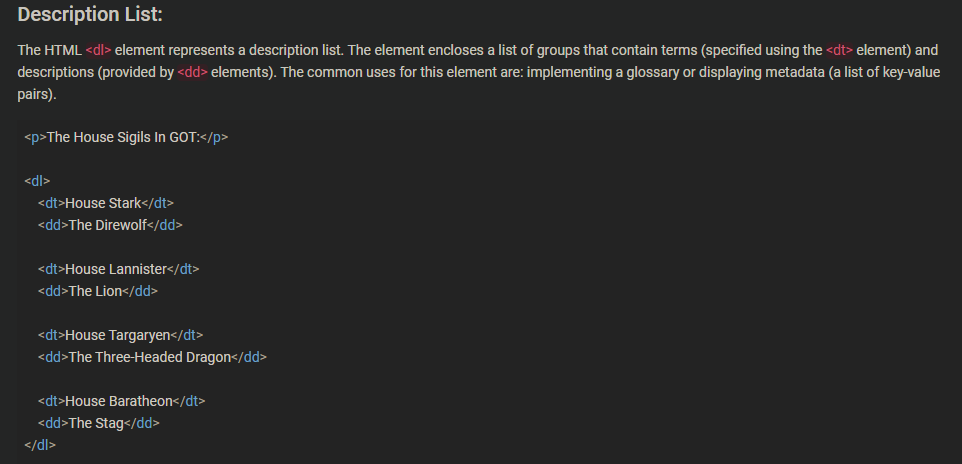 Description List:
The HTML <dl> element represents a description list. The element encloses a list of groups that contain terms (specified using the <dt> element) and
descriptions (provided by <dd> elements). The common uses for this element are: implementing a glossary or displaying metadata (a list of key-value
pairs).
<p>The House Sigils In GOT:</p>
<dl>
<dt>House Stark</dt>
<dd>The Direwolf</dd>
<dt>House Lannister</dt>
<dd>The Lion</dd>
<dt>House Targaryen</dt>
<dd>The Three-Headed Dragon</dd>
<dt>House Baratheon</dt>
<dd>The Stag</dd>
</dl>